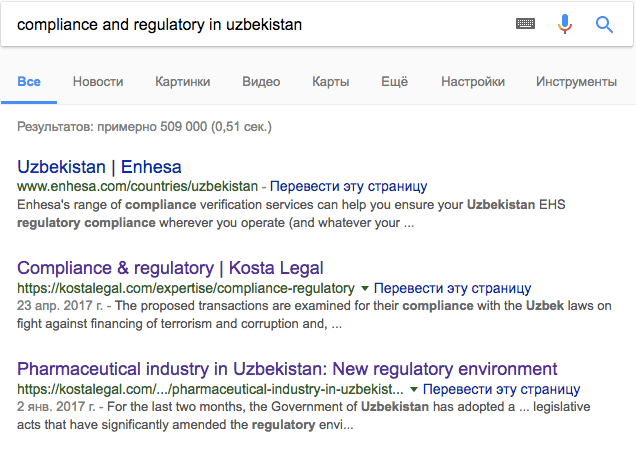 compliance and regulatory in uzbekistan
Все Новости Картинки Видео Карты Ещё Настройки Инструменты
Результатов: примерно 509 000 (0,51 сек.)
Uzbekistan | Enhesa
www.enhesa.com/countries/uzbekistan - Перевести эту страницу
Enhesa's range of compliance verification services can help you ensure your Uzbekistan EHS
regulatory compliance wherever you operate (and whatever your ...
Compliance & regulatory | Kosta Legal
https://kostalegal.com/expertise/compliance-regulatory Перевести эту страницу
23 апр. 2017 г. - The proposed transactions are examined for their compliance with the Uzbek laws on
fight against financing of terrorism and corruption and, ...
Pharmaceutical industry in Uzbekistan: New regulatory environment
https://kostalegal.com/.../pharmaceutical-industry-in-uzbekist... Перевести эту страницу
2 янв. 2017 г. - For the last two months, the Government of Uzbekistan has adopted a ... legislative
acts that have significantly amended the regulatory envi...